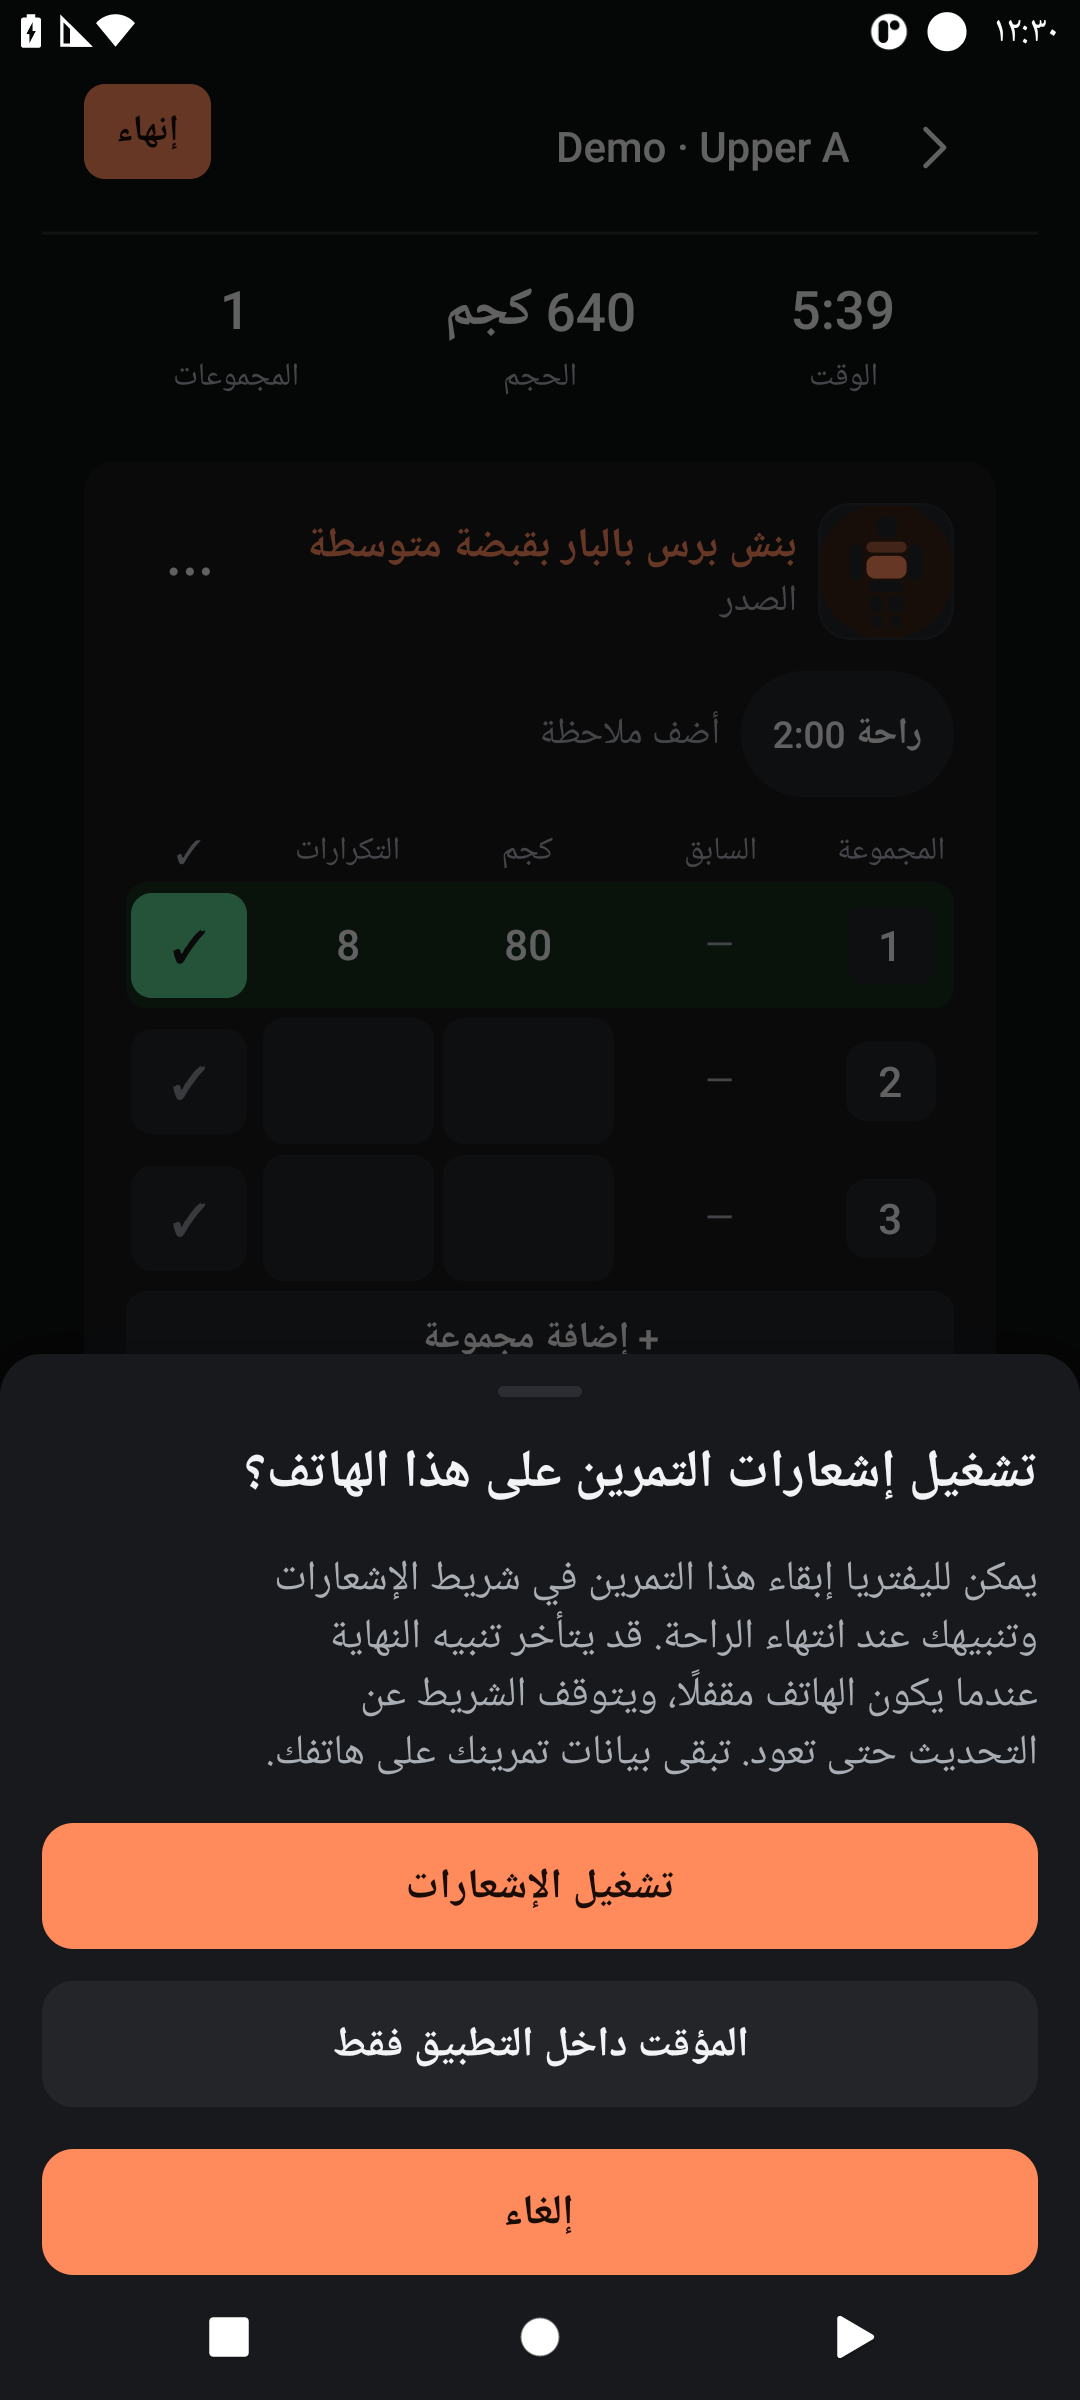 ١٢:٣٠
Demo · Upper A
إنهاء
5:39
640 كجم
1
الوقت
الحجم
المجموعات
بنش برس بالبار بقبضة متوسطة
الصدر
راحة 2:00
أضف ملاحظة
المجموعة
السابق
كجم
التكرارات
✓
1 — 80 8 ✓
2 — ✓
3 — ✓
+ إضافة مجموعة
تشغيل إشعارات التمرين على هذا الهاتف؟
يمكن لليفتريا إبقاء هذا التمرين في شريط الإشعارات
وتنبيهك عند انتهاء الراحة. قد يتأخر تنبيه النهاية
عندما يكون الهاتف مقفلًا، ويتوقف الشريط عن
التحديث حتى تعود. تبقى بيانات تمرينك على هاتفك.
تشغيل الإشعارات
المؤقت داخل التطبيق فقط
إلغاء